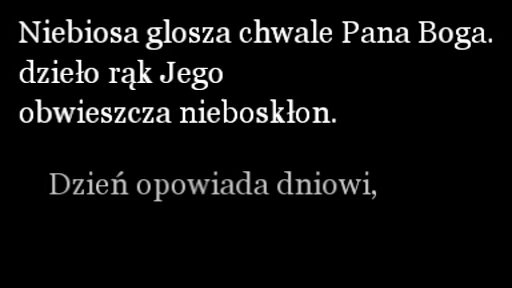 Niebiosa glosza chwale Pana Boga.
dzieło rąk Jego
obwieszcza nieboskłon.
Dzień opowiada dniowi,